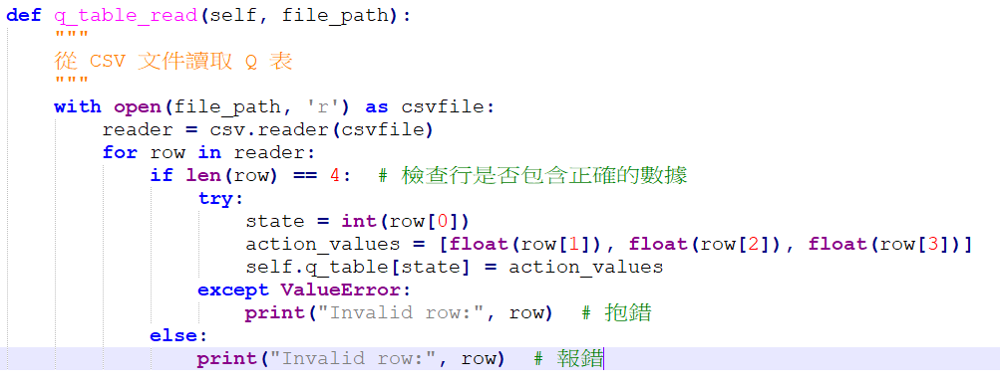 def q_table_read(self, file_path):
"""
從 CSV 文件讀取 Q 表
"""
with open(file_path, 'r') as csvfile:
reader = csv.reader(csvfile)
for row in reader:
if len(row) == 4:  # 檢查行是否包含正確的數據
try:
state = int(row[0])
action_values = [float(row[1]), float(row[2]), float(row[3])]
self.q_table[state] = action_values
except ValueError:
print("Invalid row:", row)  # 抱錯
else:
print("Invalid row:", row)  # 報錯